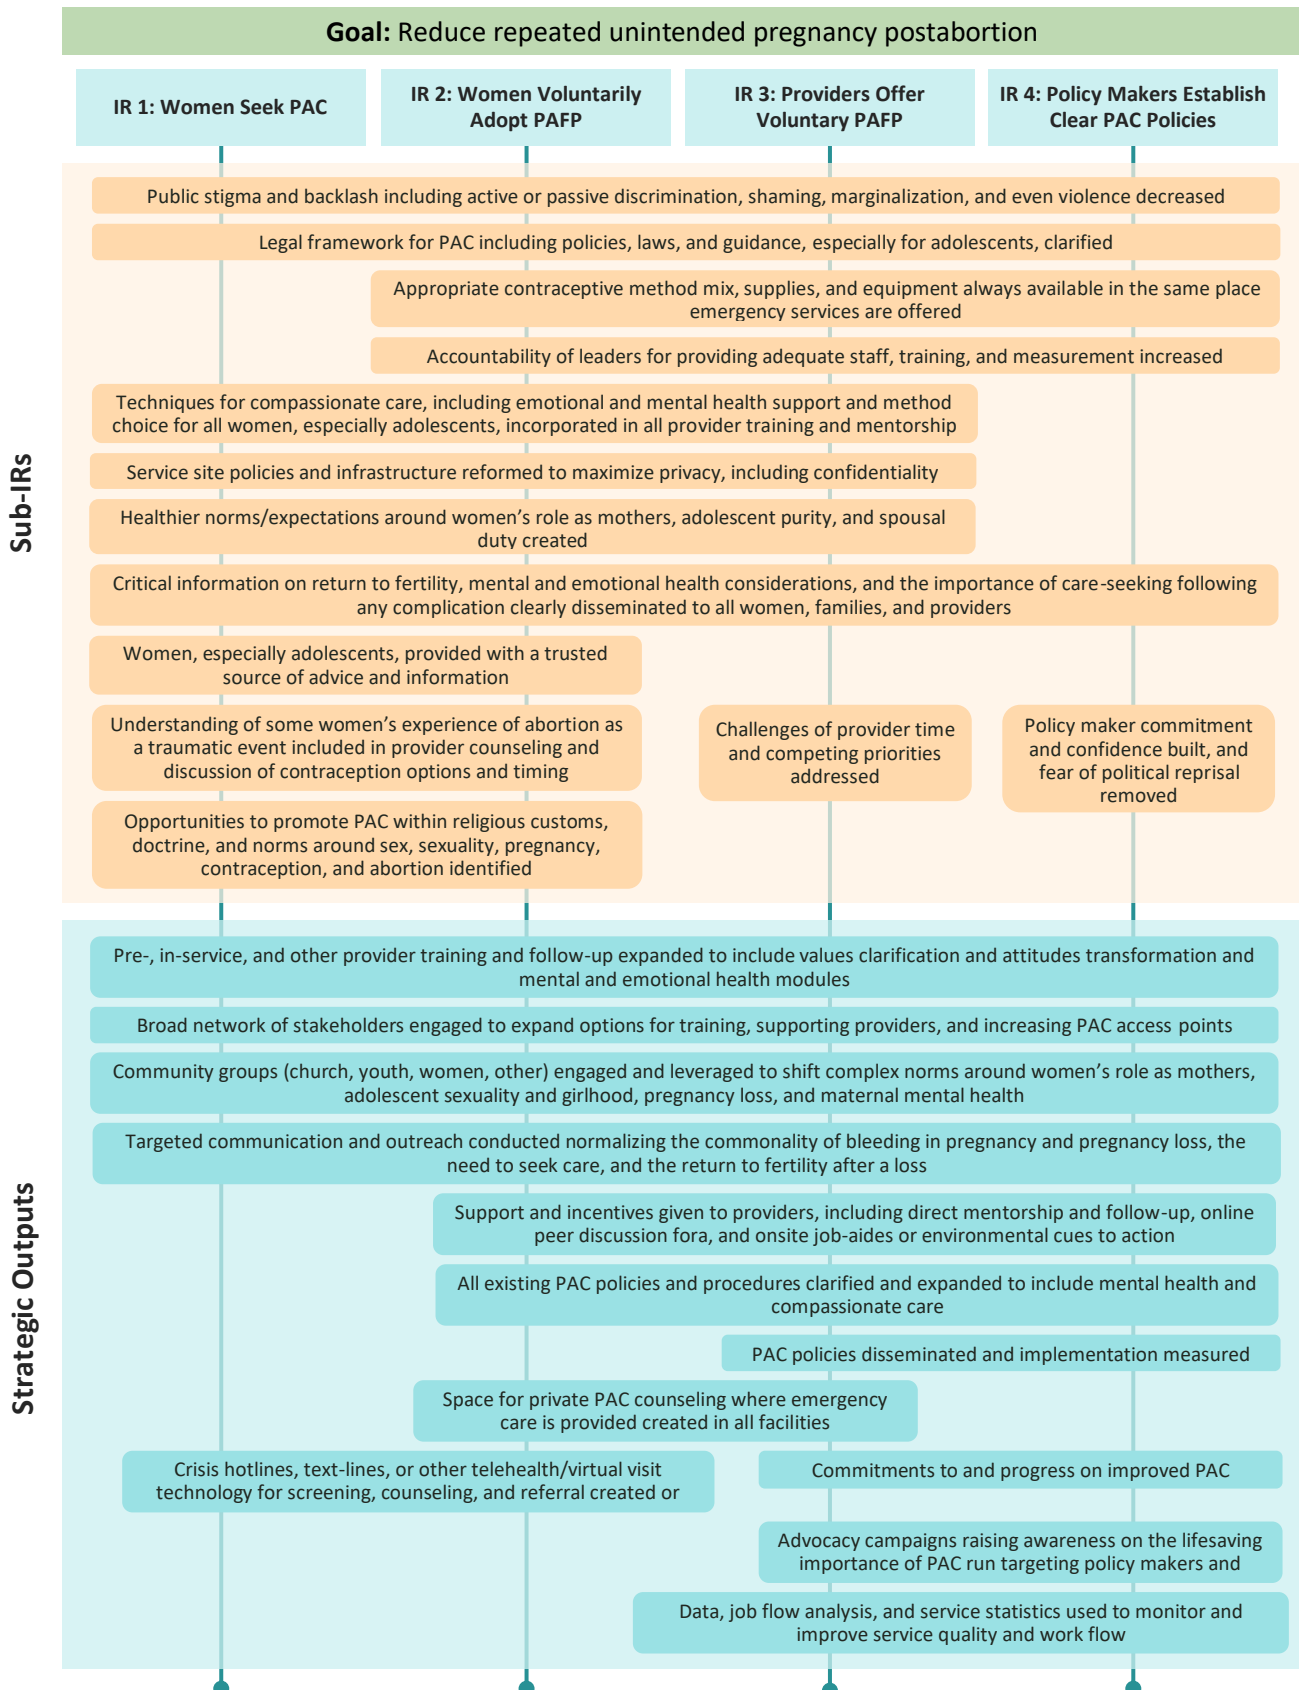 Goal: Reduce repeated unintended pregnancy postabortion
IR 1: Women Seek PAC
IR 2: Women Voluntarily
Adopt PAFP
IR 3: Providers Offer
Voluntary PAFP
IR 4: Policy Makers Establish
Clear PAC Policies
Sub-IRs
Public stigma and backlash including active or passive discrimination, shaming, marginalization, and even violence decreased
Legal framework for PAC including policies, laws, and guidance, especially for adolescents, clarified
Appropriate contraceptive method mix, supplies, and equipment always available in the same place
emergency services are offered
Accountability of leaders for providing adequate staff, training, and measurement increased
Techniques for compassionate care, including emotional and mental health support and method
choice for all women, especially adolescents, incorporated in all provider training and mentorship
Service site policies and infrastructure reformed to maximize privacy, including confidentiality
Healthier norms/expectations around women's role as mothers, adolescent purity, and spousal
duty created
Critical information on return to fertility, mental and emotional health considerations, and the importance of care-seeking following
any complication clearly disseminated to all women, families, and providers
Women, especially adolescents, provided with a trusted
source of advice and information
Understanding of some women's experience of abortion as
a traumatic event included in provider counseling and
discussion of contraception options and timing
Challenges of provider time
and competing priorities
addressed
Policy maker commitment
and confidence built, and
fear of political reprisal
removed
Opportunities to promote PAC within religious customs,
doctrine, and norms around sex, sexuality, pregnancy,
contraception, and abortion identified
Strategic Outputs
Pre-, in-service, and other provider training and follow-up expanded to include values clarification and attitudes transformation and
mental and emotional health modules
Broad network of stakeholders engaged to expand options for training, supporting providers, and increasing PAC access points
Community groups (church, youth, women, other) engaged and leveraged to shift complex norms around women's role as mothers,
adolescent sexuality and girlhood, pregnancy loss, and maternal mental health
Targeted communication and outreach conducted normalizing the commonality of bleeding in pregnancy and pregnancy loss, the
need to seek care, and the return to fertility after a loss
Support and incentives given to providers, including direct mentorship and follow-up, online
peer discussion fora, and onsite job-aides or environmental cues to action
All existing PAC policies and procedures clarified and expanded to include mental health and
compassionate care
PAC policies disseminated and implementation measured
Space for private PAC counseling where emergency
care is provided created in all facilities
Crisis hotlines, text-lines, or other telehealth/virtual visit
technology for screening, counseling, and referral created or
Commitments to and progress on improved PAC
Advocacy campaigns raising awareness on the lifesaving
importance of PAC run targeting policy makers and
Data, job flow analysis, and service statistics used to monitor and
improve service quality and work flow